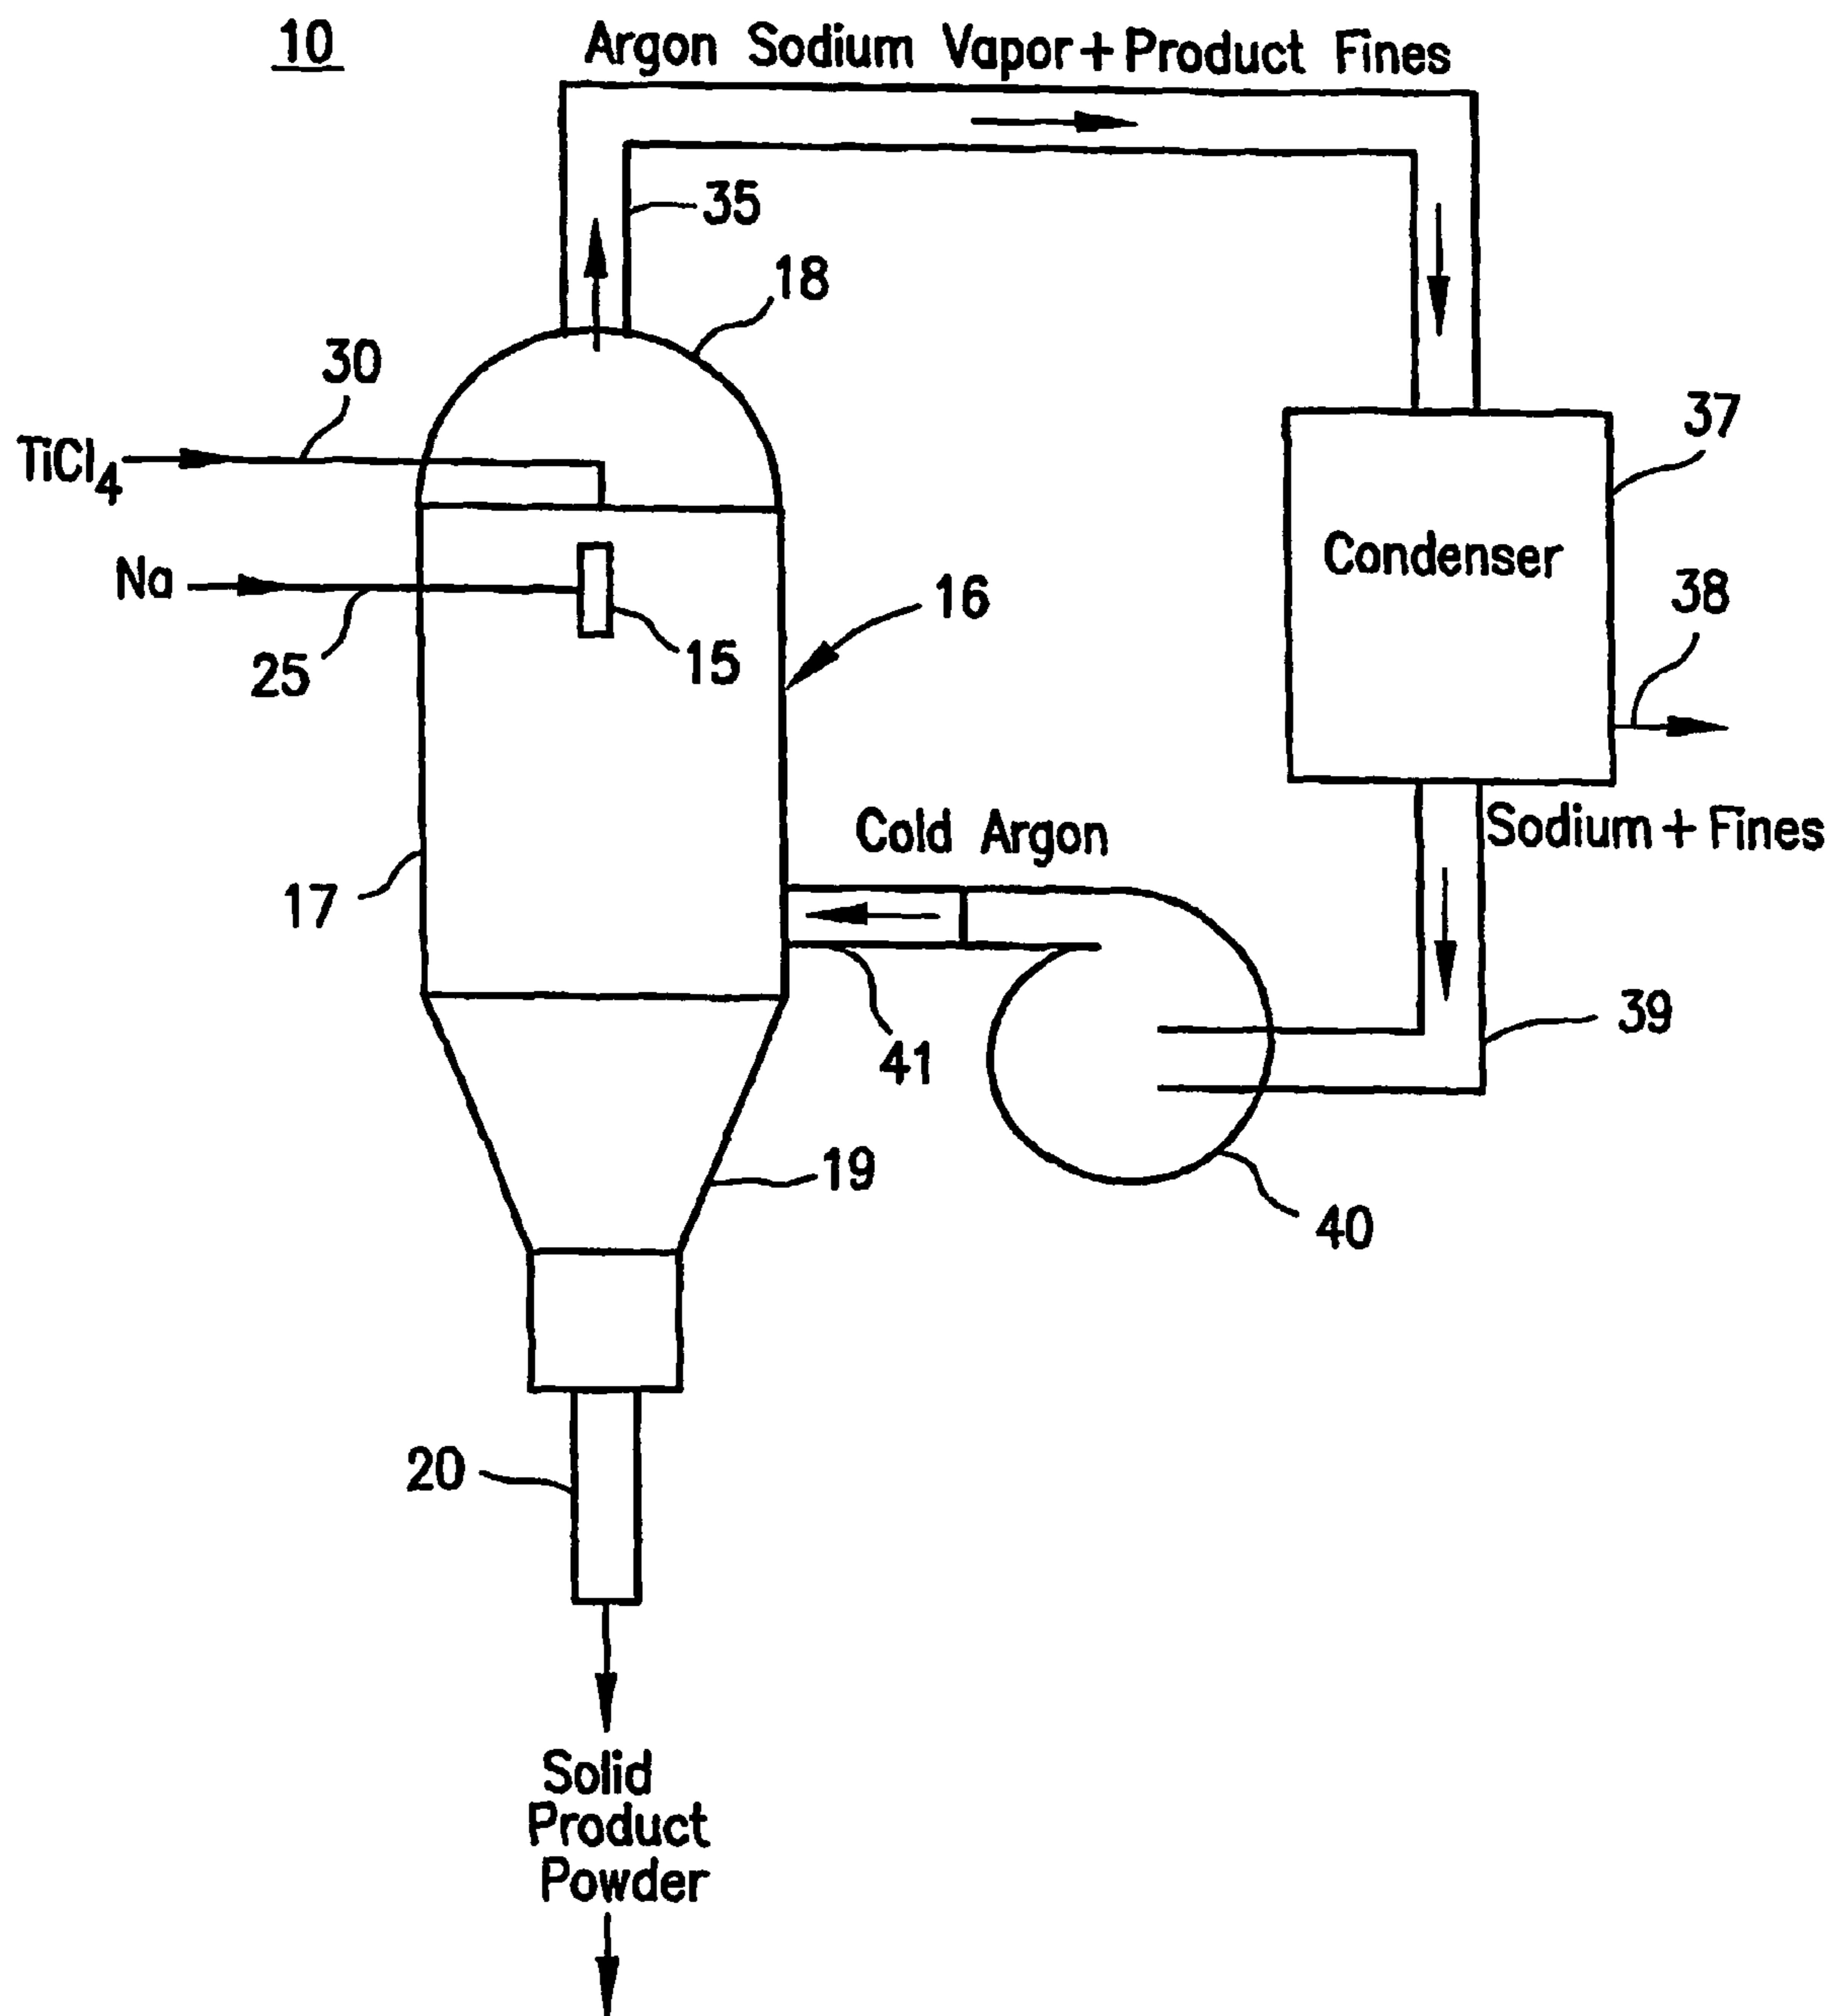 10
Argon Sodium Vapor+Product Fines
35
18
30
TiCl4
37
Condenser
Na
16
38
25
15
Sodium+Fines
Cold Argon
17
39
41
19
40
20
Solid
Product
Powder